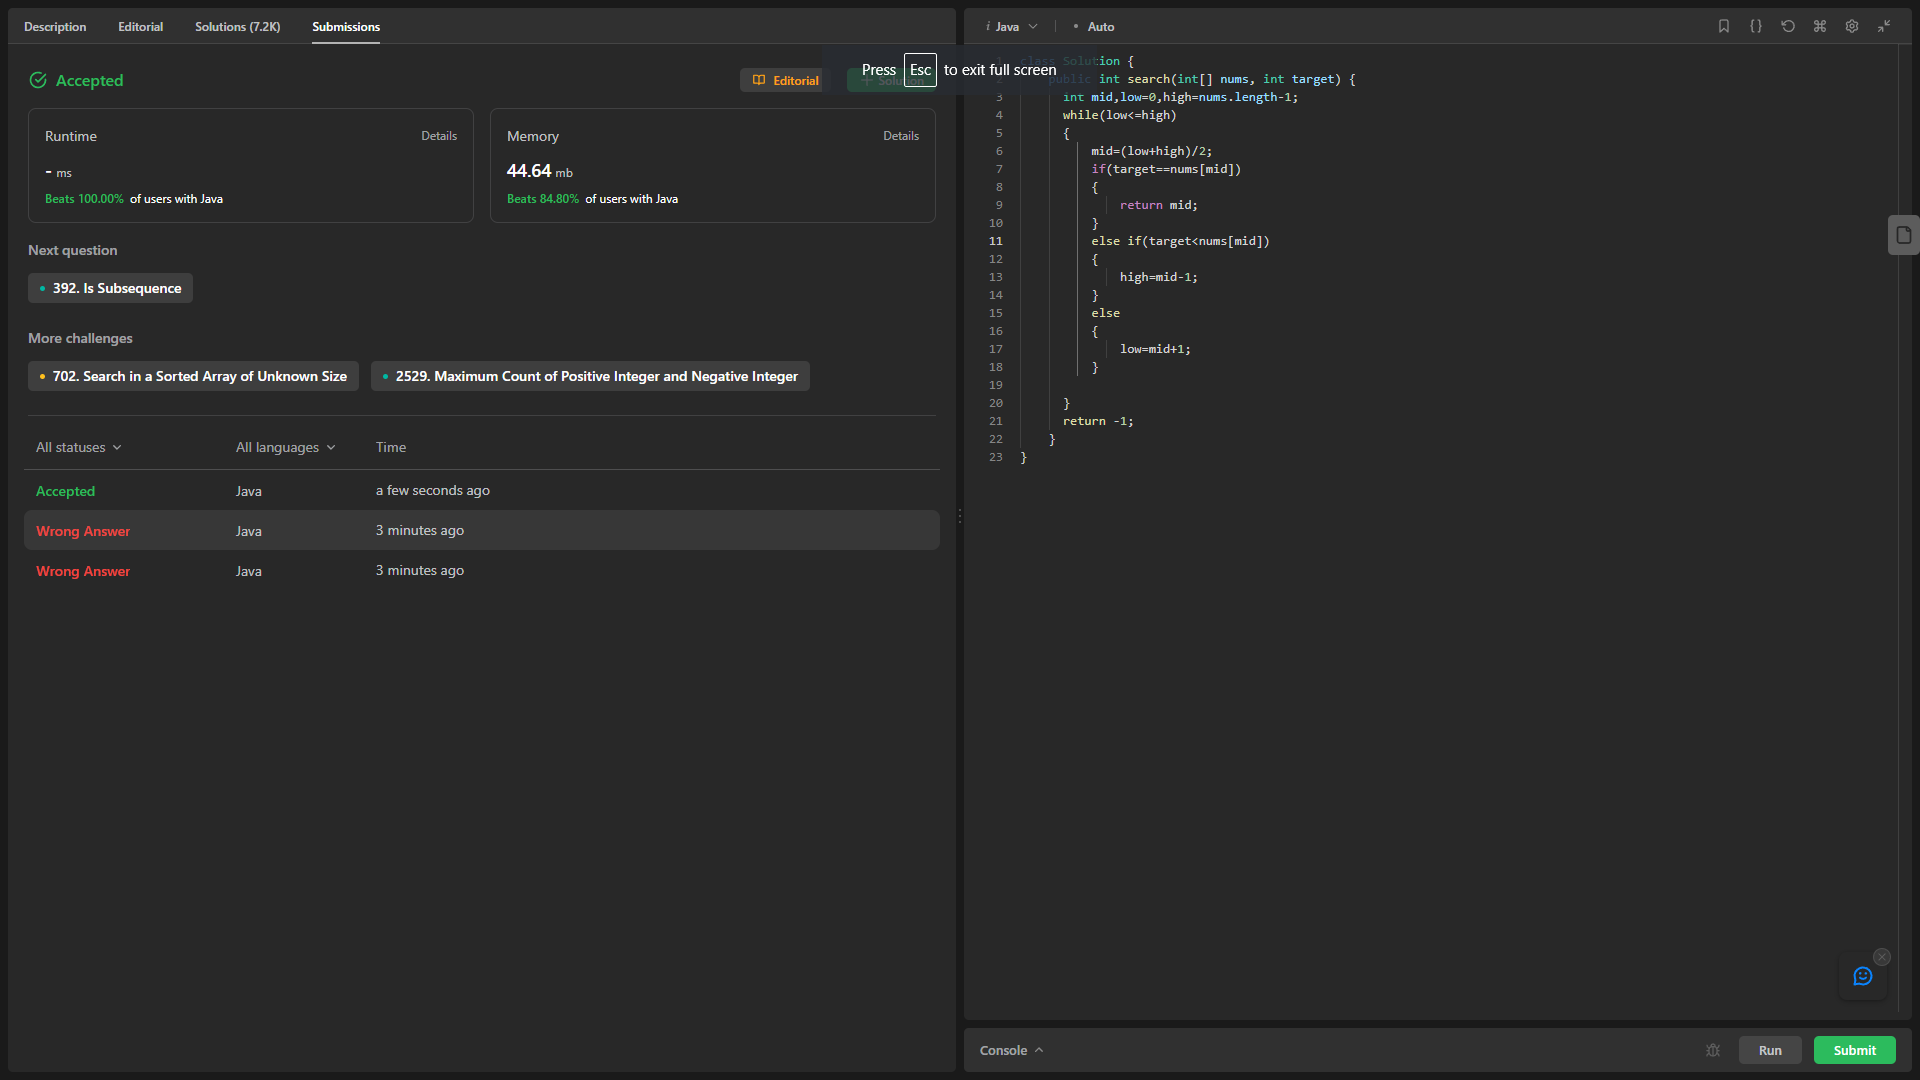 Description Editorial Solutions (7.2K) Submissions
Accepted
Editorial + Solution
Press Esc to exit full screen
Runtime Details
- ms
Beats 100.00% of users with Java
Memory Details
44.64 mb
Beats 84.80% of users with Java
Next question
392. Is Subsequence
More challenges
702. Search in a Sorted Array of Unknown Size
2529. Maximum Count of Positive Integer and Negative Integer
All statuses All languages Time
Accepted Java a few seconds ago
Wrong Answer Java 3 minutes ago
Wrong Answer Java 3 minutes ago
i Java • Auto
1 class Solution {
public int search(int[] nums, int target) {
3 int mid,low=0,high=nums.length-1;
4 while(low<=high)
5 {
6 mid=(low+high)/2;
7 if(target==nums[mid])
8 {
9 return mid;
10 }
11 else if(target<nums[mid])
12 {
13 high=mid-1;
14 }
15 else
16 {
17 low=mid+1;
18 }
19
20 }
21 return -1;
22 }
23 }
Console Run Submit